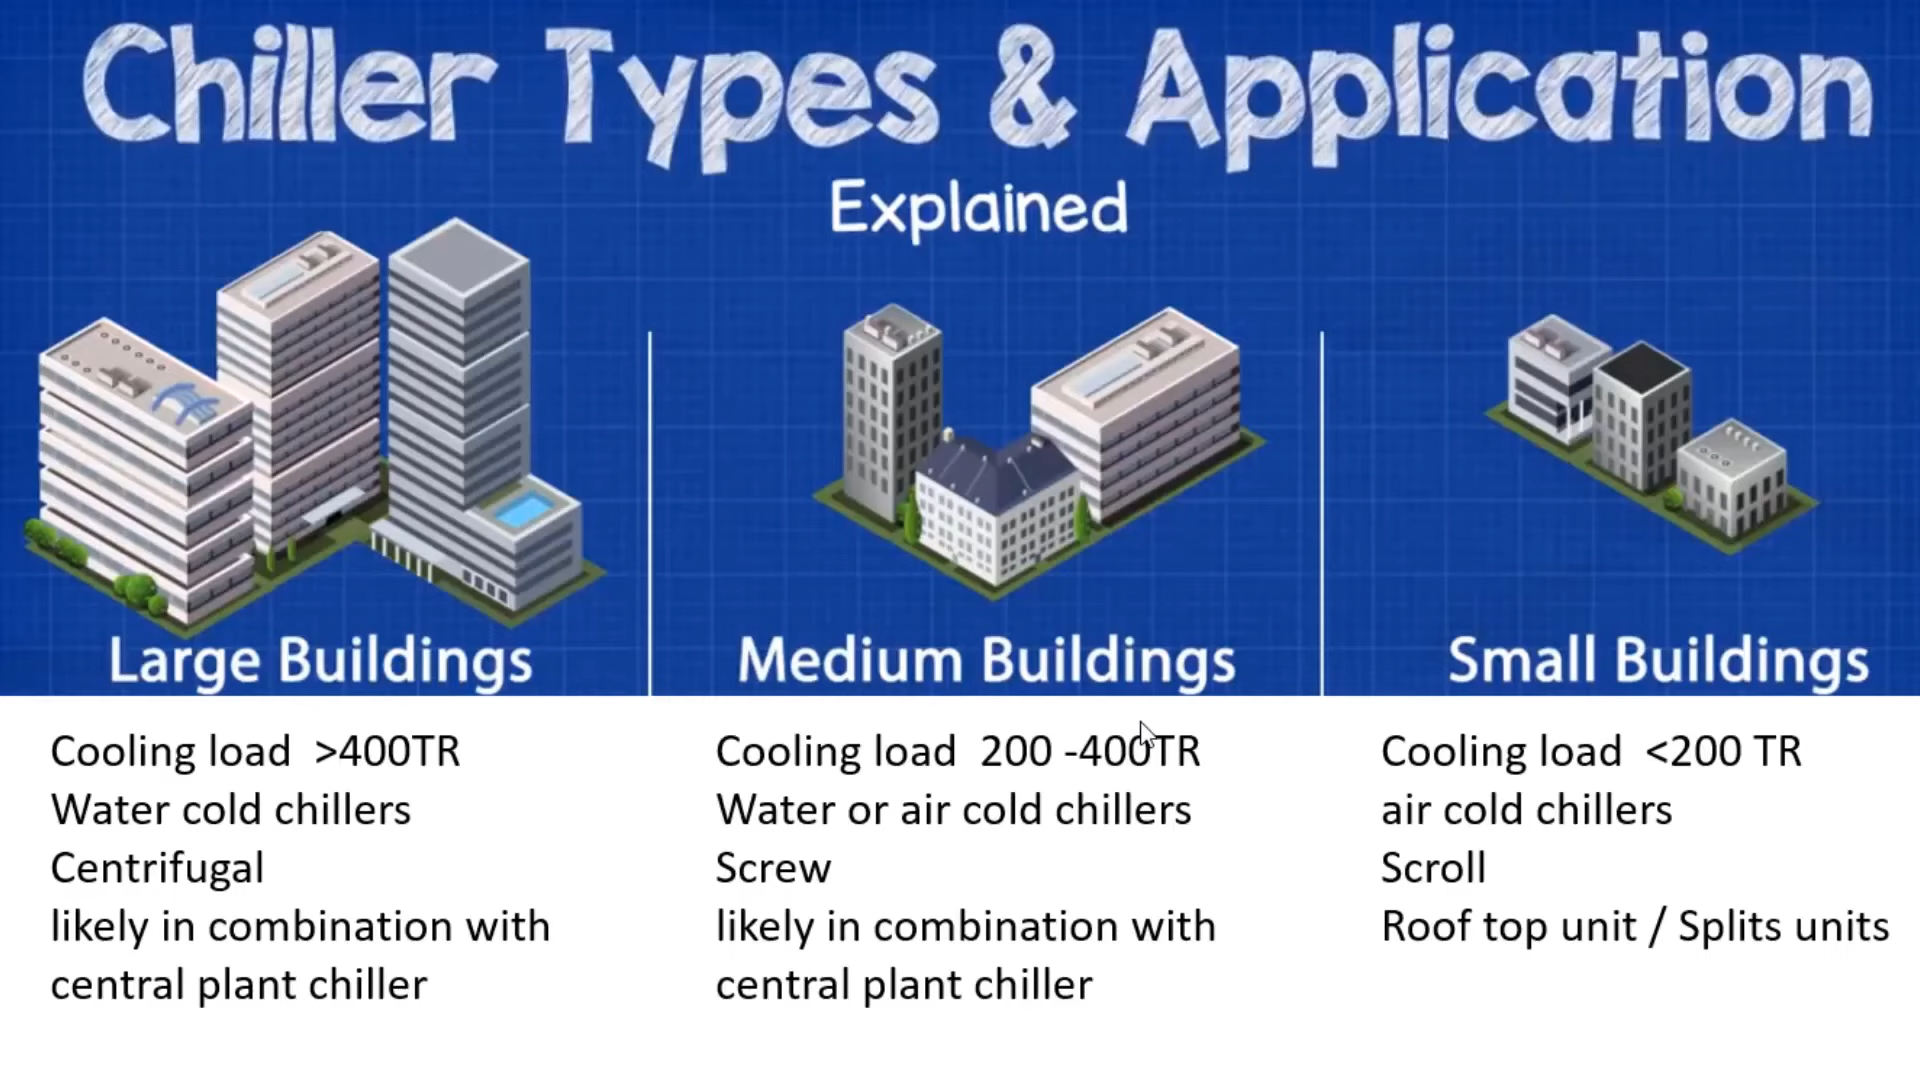 Chiller Types & Application
Explained
Large Buildings
Cooling load >400TR
Water cold chillers
Centrifugal
likely in combination with
central plant chiller
Medium Buildings
Cooling load 200 -400TR
Water or air cold chillers
Screw
likely in combination with
central plant chiller
Small Buildings
Cooling load <200 TR
air cold chillers
Scroll
Roof top unit / Splits units